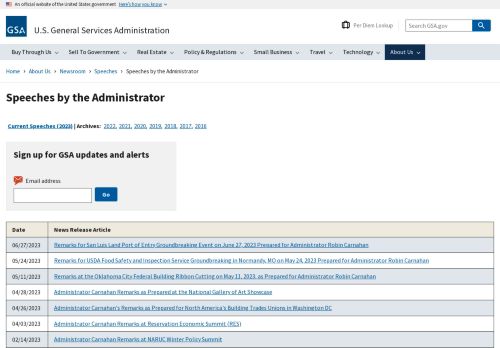 An official website of the United States government Here's how you know
GSA
U.S. General Services Administration
Per Diem Lookup
Search GSA.gov
Buy Through Us
Sell To Government
Real Estate
Policy & Regulations
Small Business
Travel
Technology
About Us
Home › About Us › Newsroom › Speeches › Speeches by the Administrator
Speeches by the Administrator
Current Speeches (2023) | Archives: 2022, 2021, 2020, 2019, 2018, 2017, 2016
Sign up for GSA updates and alerts
Email address
Go
Date News Release Article
06/27/2023 Remarks for San Luis Land Port of Entry Groundbreaking Event on June 27, 2023 Prepared for Administrator Robin Carnahan
05/24/2023 Remarks for USDA Food Safety and Inspection Service Groundbreaking in Normandy, MO on May 24, 2023 Prepared for Administrator Robin Carnahan
05/11/2023 Remarks at the Oklahoma City Federal Building Ribbon Cutting on May 11, 2023, as Prepared for Administrator Robin Carnahan
04/28/2023 Administrator Carnahan Remarks as Prepared at the National Gallery of Art Showcase
04/26/2023 Administrator Carnahan's Remarks as Prepared for North America's Building Trades Unions in Washington DC
04/03/2023 Administrator Carnahan Remarks at Reservation Economic Summit (RES)
02/14/2023 Administrator Carnahan Remarks at NARUC Winter Policy Summit